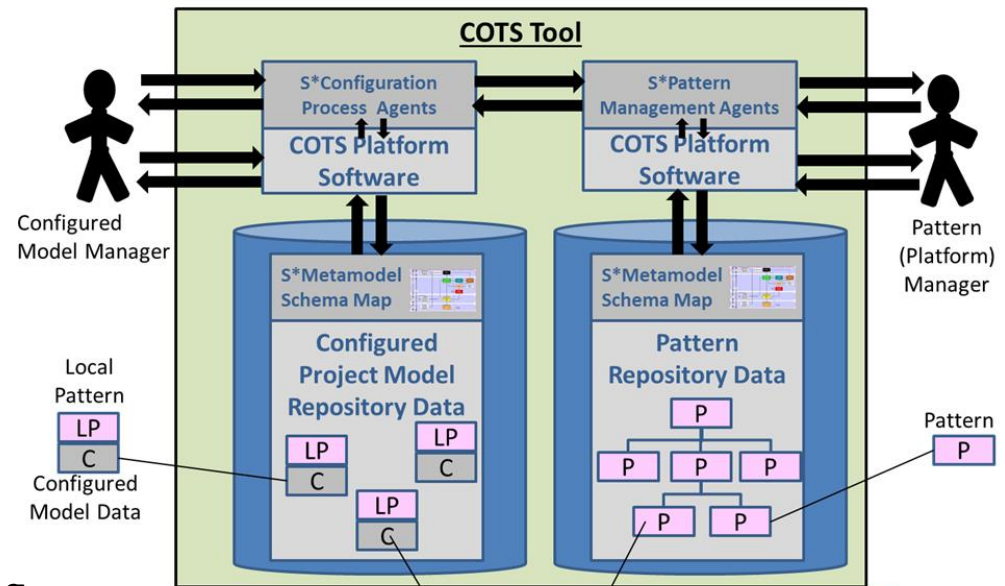 COTS Tool
S*Configuration
Process Agents
COTS Platform
Software
S*Pattern
Management Agents
COTS Platform
Software
Configured
Model Manager
Pattern
(Platform)
Manager
S*Metamodel
Schema Map
Configured
Project Model
Repository Data
LP
C
LP
C
LP
C
S*Metamodel
Schema Map
Pattern
Repository Data
P
P
P
P
P
P
Local
Pattern
LP
C
Configured
Model Data
Pattern
P